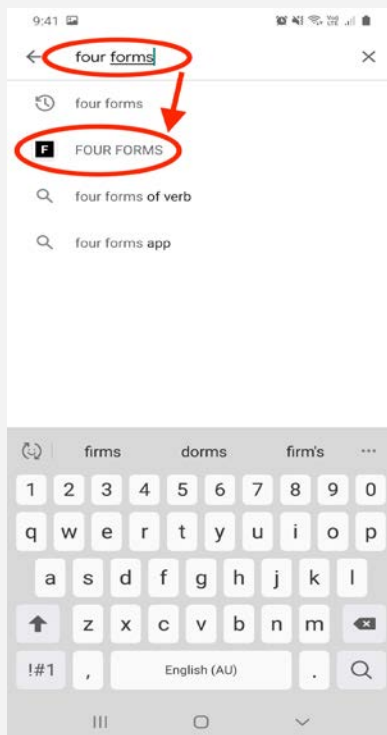 9:41
four forms
four forms
F FOUR FORMS
four forms of verb
four forms app
firms dorms firm's
1 2 3 4 5 6 7 8 9 0
q w e r t y u i o p
a s d f g h j k l
z x c v b n m
!#1 , English (AU) .